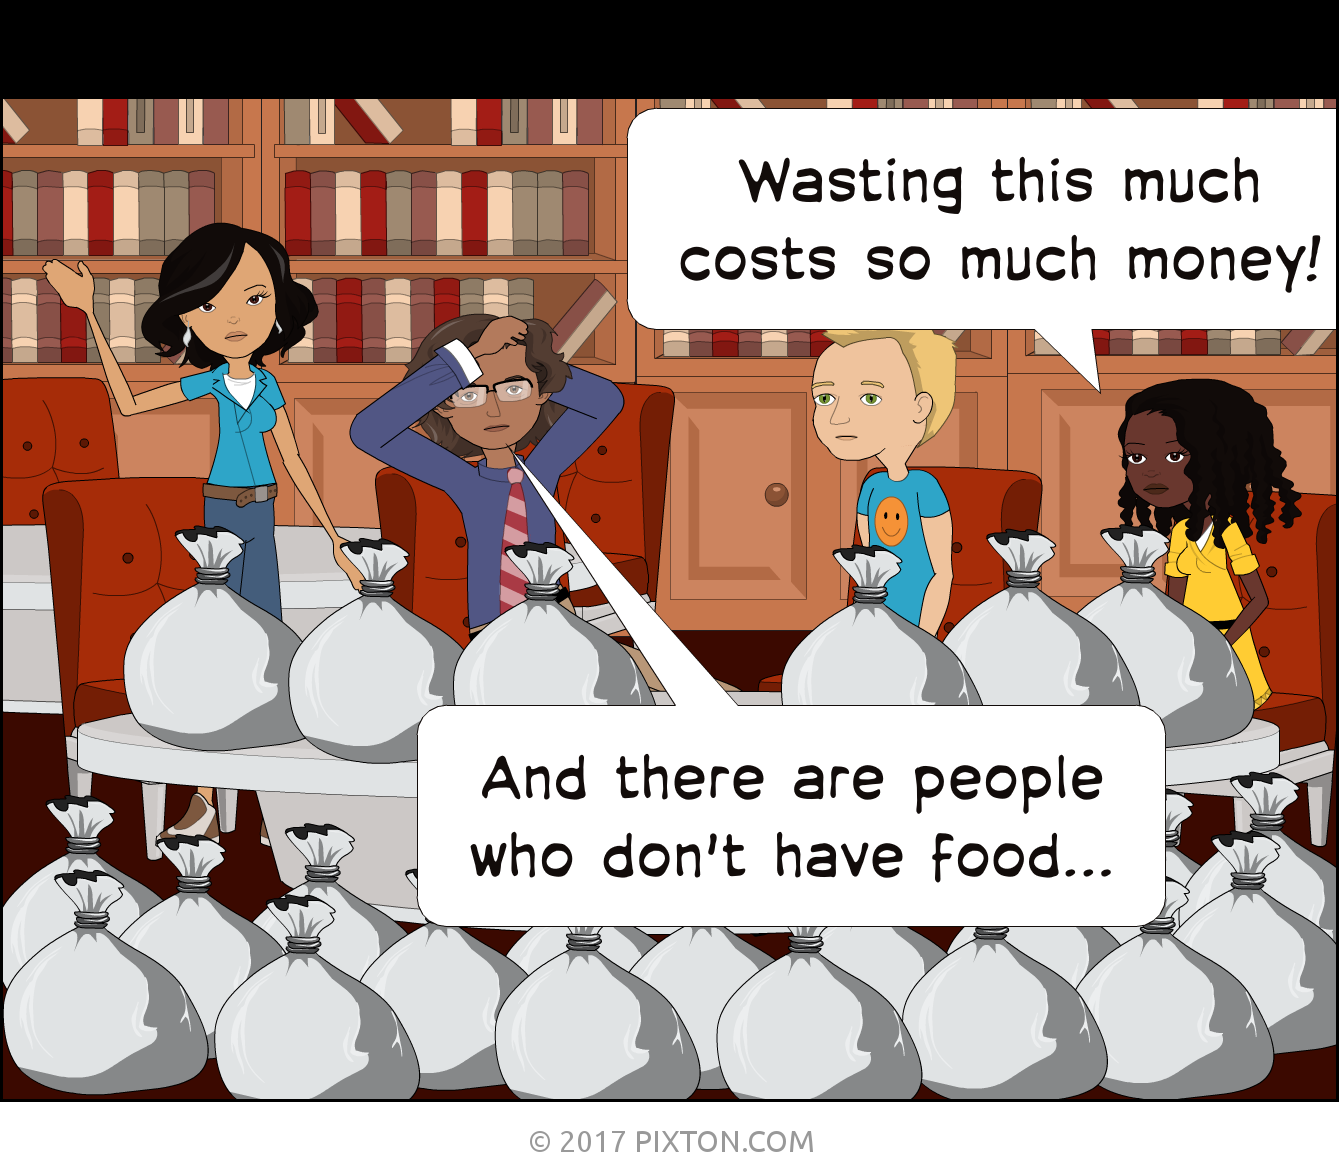 Wasting this much
costs so much money!
And there are people
who don't have food...
© 2017 PIXTON.COM